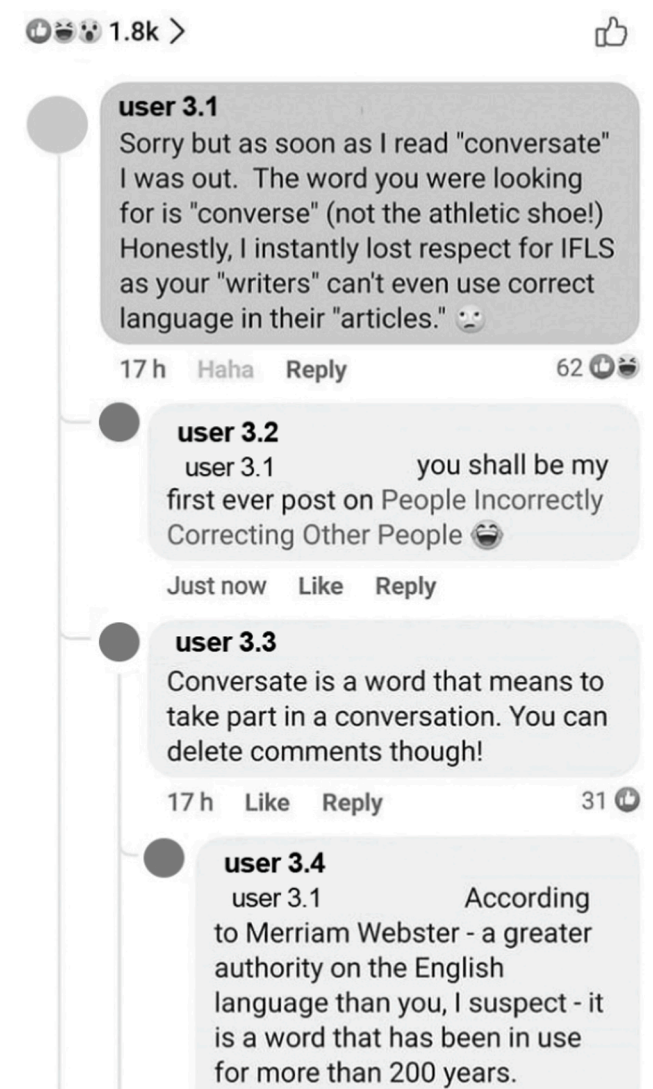 1.8k >
user 3.1
Sorry but as soon as I read "conversate"
I was out. The word you were looking
for is "converse" (not the athletic shoe!)
Honestly, I instantly lost respect for IFLS
as your "writers" can't even use correct
language in their "articles." 🙄
17 h Haha Reply 62
user 3.2
user 3.1 you shall be my
first ever post on People Incorrectly
Correcting Other People 😂
Just now Like Reply
user 3.3
Conversate is a word that means to
take part in a conversation. You can
delete comments though!
17 h Like Reply 31
user 3.4
user 3.1 According
to Merriam Webster - a greater
authority on the English
language than you, I suspect - it
is a word that has been in use
for more than 200 years.